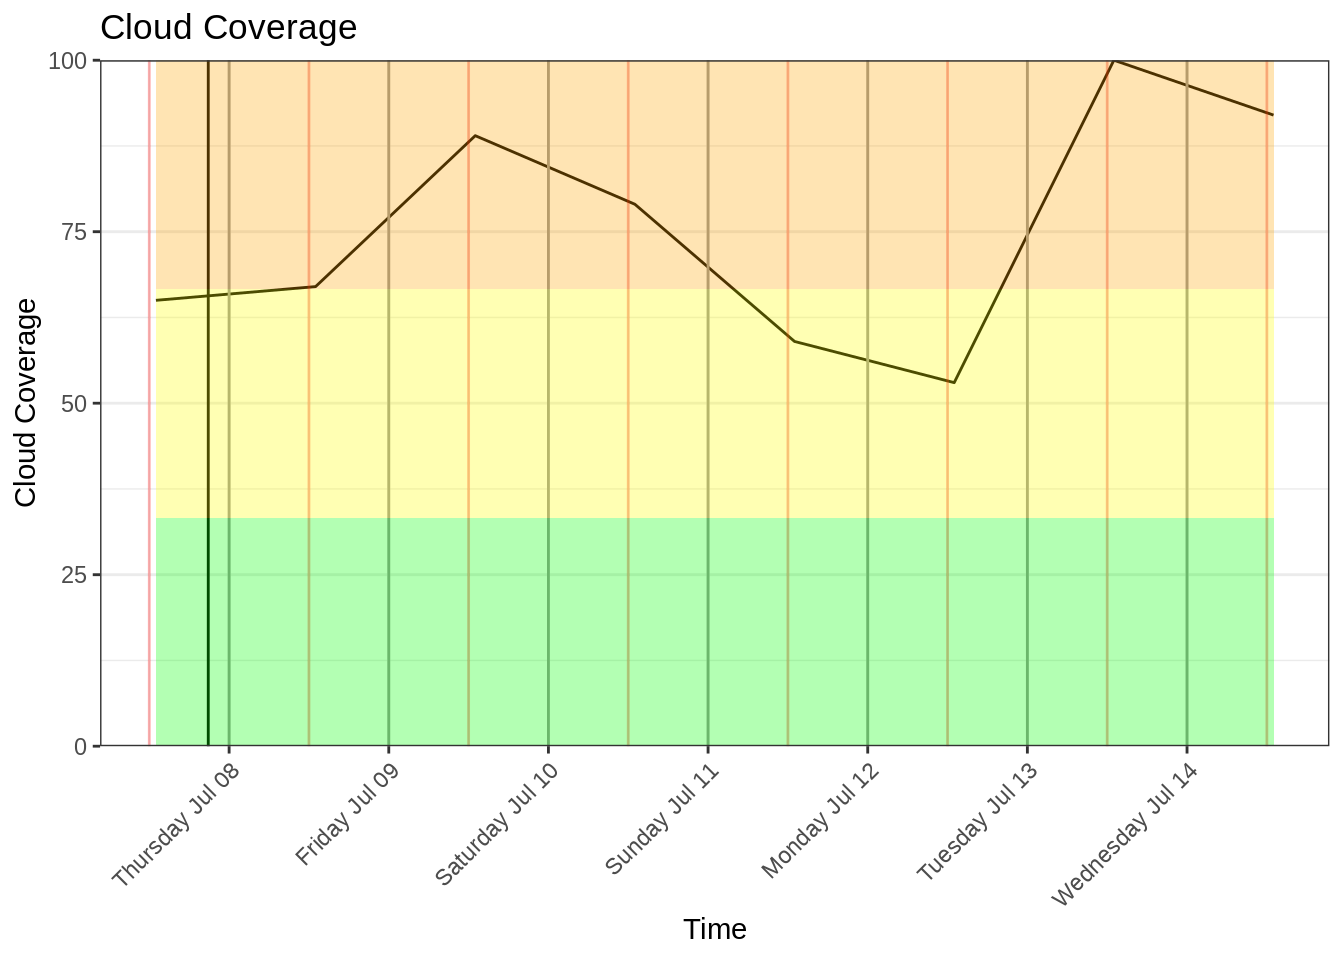 Cloud Coverage
Cloud Coverage
100
75
50
25
0
Thursday Jul 08
Friday Jul 09
Saturday Jul 10
Sunday Jul 11
Monday Jul 12
Tuesday Jul 13
Wednesday Jul 14
Time